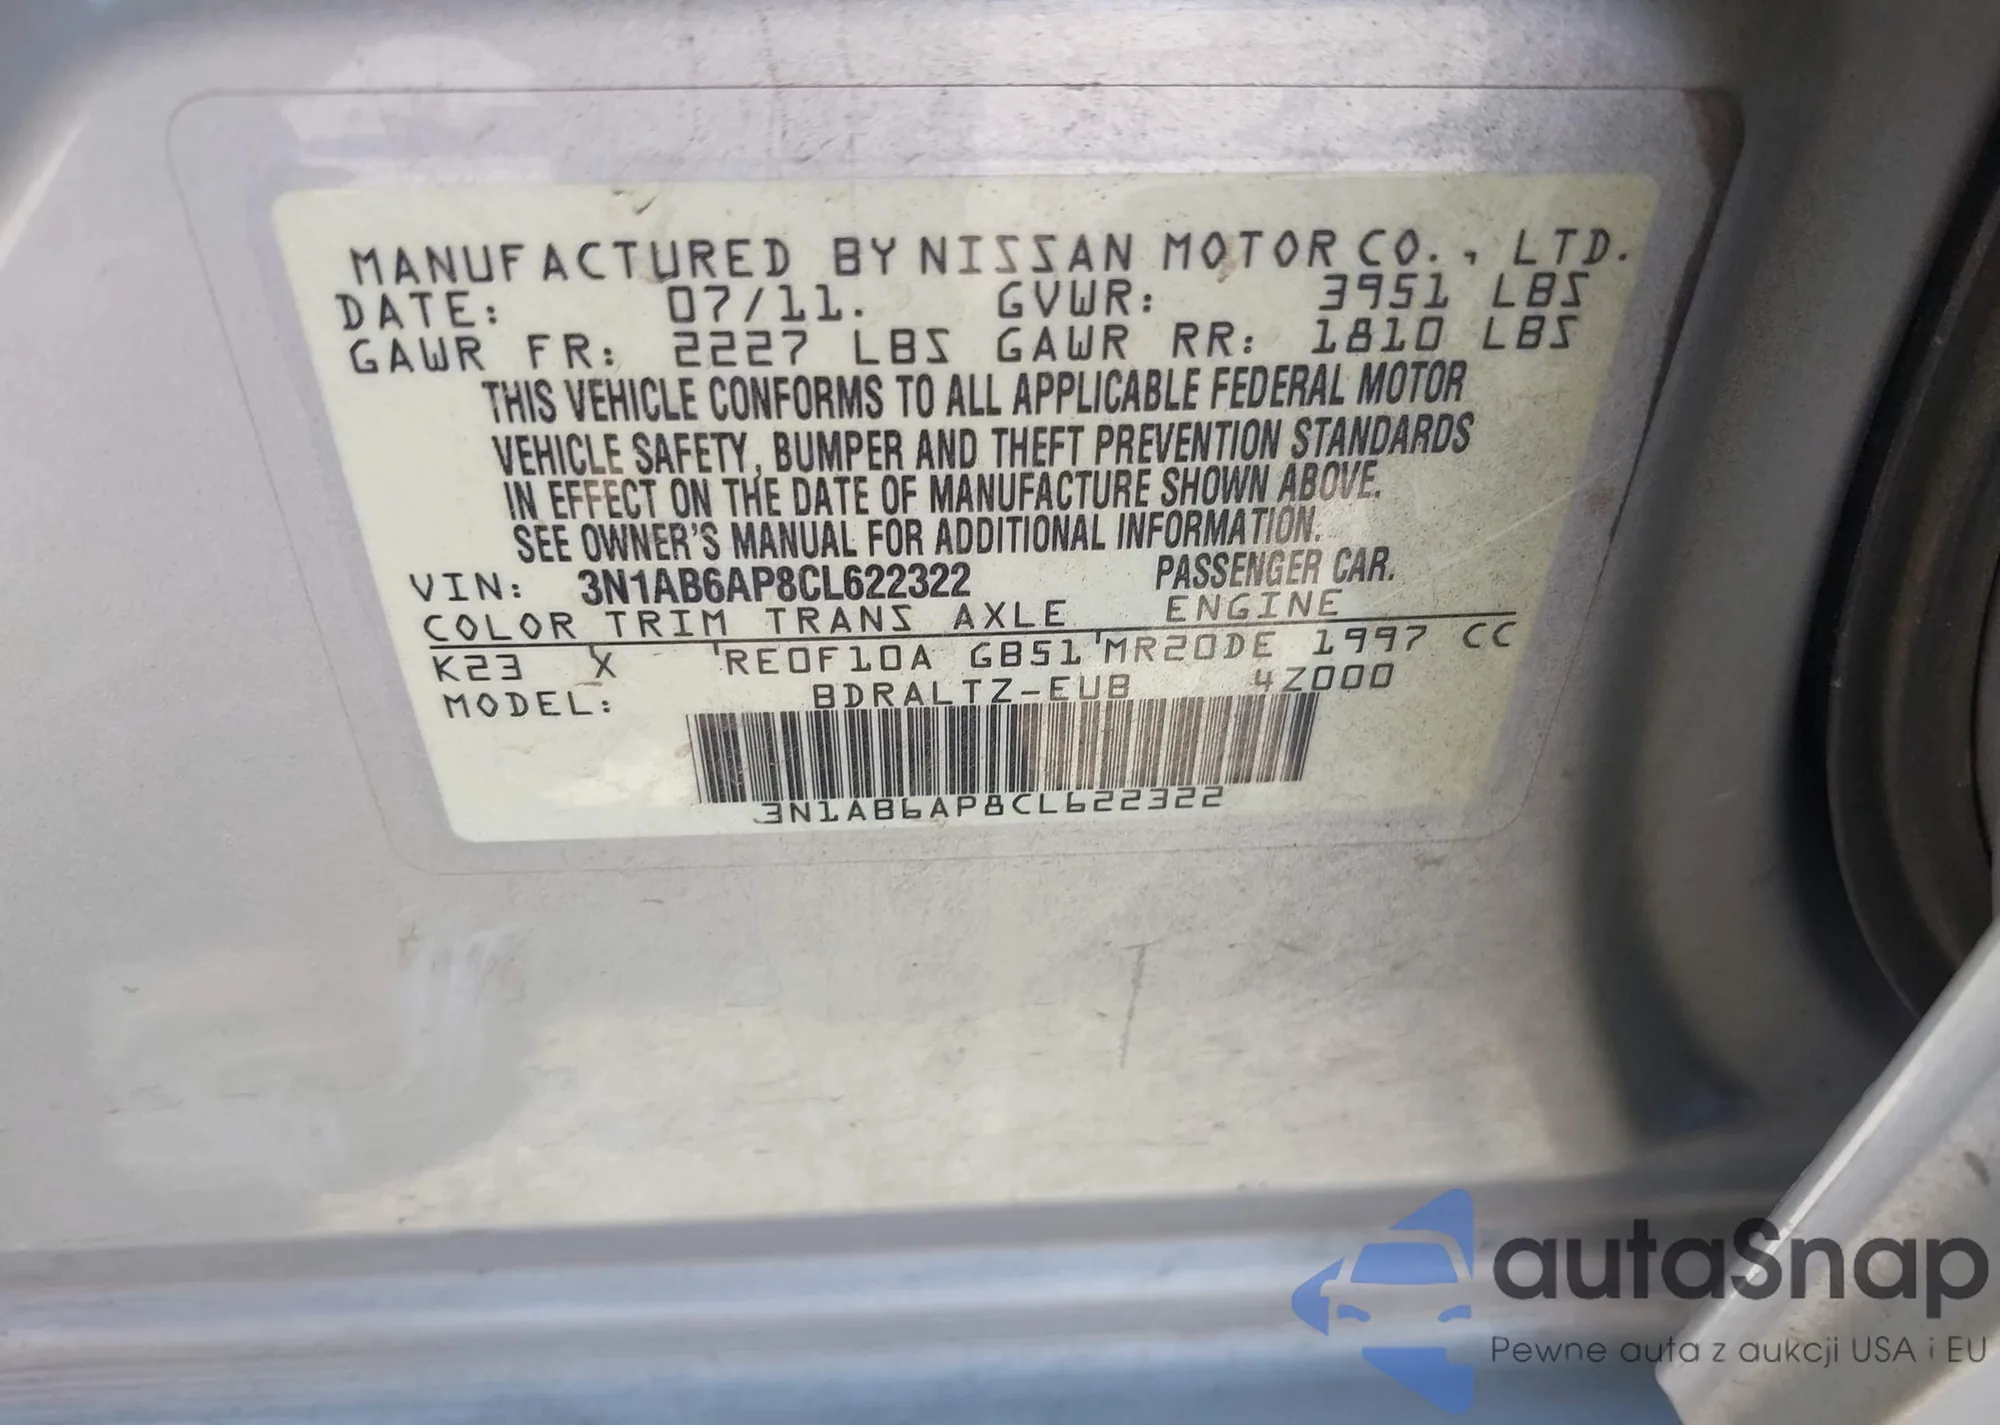 MANUFACTURED BY NISSAN MOTOR CO., LTD.
DATE: 07/11. GVWR: 3951 LBS
GAWR FR: 2227 LBS GAWR RR: 1810 LBS
THIS VEHICLE CONFORMS TO ALL APPLICABLE FEDERAL MOTOR
VEHICLE SAFETY, BUMPER AND THEFT PREVENTION STANDARDS
IN EFFECT ON THE DATE OF MANUFACTURE SHOWN ABOVE.
SEE OWNER'S MANUAL FOR ADDITIONAL INFORMATION.
VIN: 3N1AB6AP8CL622322 PASSENGER CAR.
COLOR TRIM TRANS AXLE ENGINE
K23 X RE0F10A GB51 MR20DE 1997 CC
MODEL: BDRALTZ-EUB 4Z000
3N1AB6AP8CL622322
autaSnap
Pewne auta z aukcji USA i EU